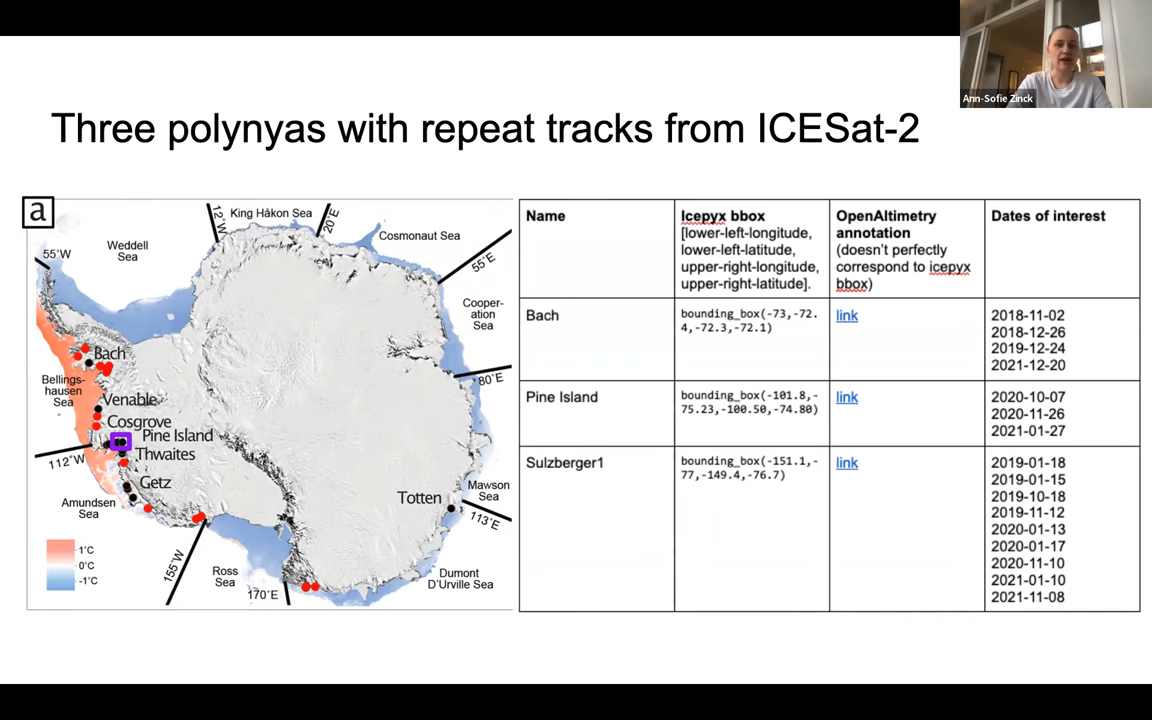 Ann-Sofie Zinck
Three polynyas with repeat tracks from ICESat-2
a
12°W
King Håkon Sea
20°E
Cosmonaut Sea
Weddell
Sea
55°W
55°E
Cooper-
ation
Sea
Bach
80°E
Bellings-
hausen
Sea
Venable
Cosgrove
Pine Island
112°W
Thwaites
Getz
Amundsen
Sea
Totten
Mawson
Sea
113°E
1°C
0°C
-1°C
155°W
Ross
Sea
170°E
Dumont
D'Urville Sea
Name
Icepyx bbox
[lower-left-longitude,
lower-left-latitude,
upper-right-longitude,
upper-right-latitude].
OpenAltimetry
annotation
(doesn't perfectly
correspond to icepyx
bbox)
Dates of interest
Bach
bounding_box(-73,-72.
4,-72.3,-72.1)
link
2018-11-02
2018-12-26
2019-12-24
2021-12-20
Pine Island
bounding_box(-101.8,-
75.23,-100.50,-74.80)
link
2020-10-07
2020-11-26
2021-01-27
Sulzberger1
bounding_box(-151.1,-
77,-149.4,-76.7)
link
2019-01-18
2019-01-15
2019-10-18
2019-11-12
2020-01-13
2020-01-17
2020-11-10
2021-01-10
2021-11-08